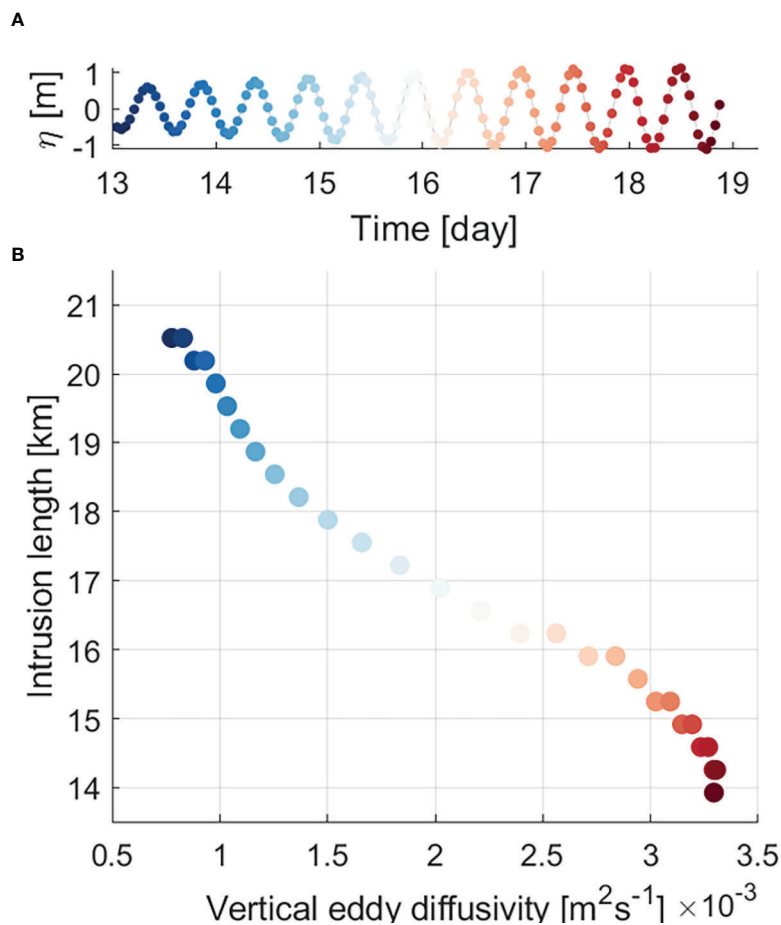 A
η [m]
1
0
-1
13 14 15 16 17 18 19
Time [day]
B
Intrusion length [km]
21
20
19
18
17
16
15
14
0.5 1 1.5 2 2.5 3 3.5
Vertical eddy diffusivity [m²s⁻¹] ×10⁻³